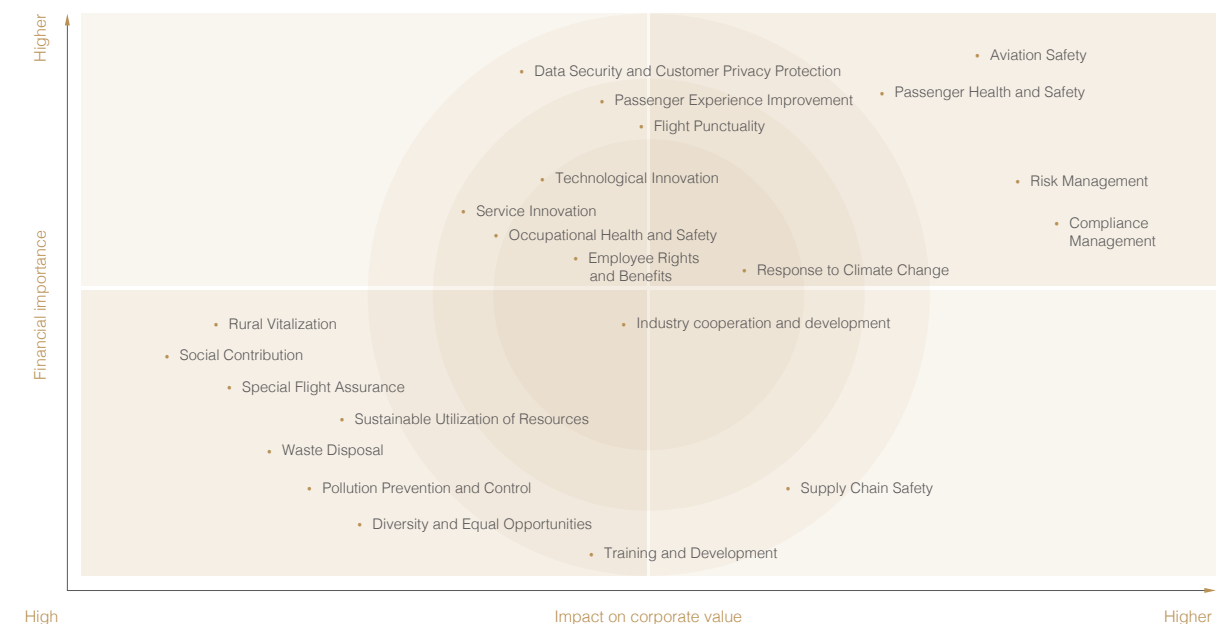 Higher
Aviation Safety
Data Security and Customer Privacy Protection
Passenger Health and Safety
Passenger Experience Improvement
Flight Punctuality
Technological Innovation
Risk Management
Service Innovation
Compliance
Management
Occupational Health and Safety
Employee Rights
and Benefits
Response to Climate Change
Financial importance
Rural Vitalization
Industry cooperation and development
Social Contribution
Special Flight Assurance
Sustainable Utilization of Resources
Waste Disposal
Pollution Prevention and Control
Supply Chain Safety
Diversity and Equal Opportunities
Training and Development
High
Impact on corporate value
Higher